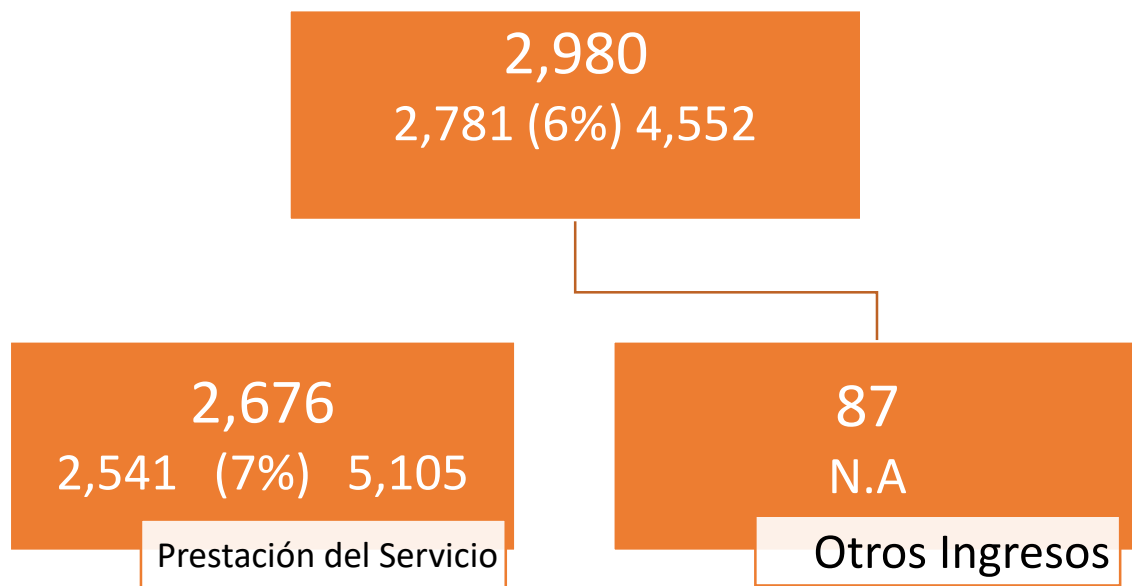 2,980
2,781 (6%) 4,552
2,676
2,541 (7%) 5,105
Prestación del Servicio
87
N.A
Otros Ingresos